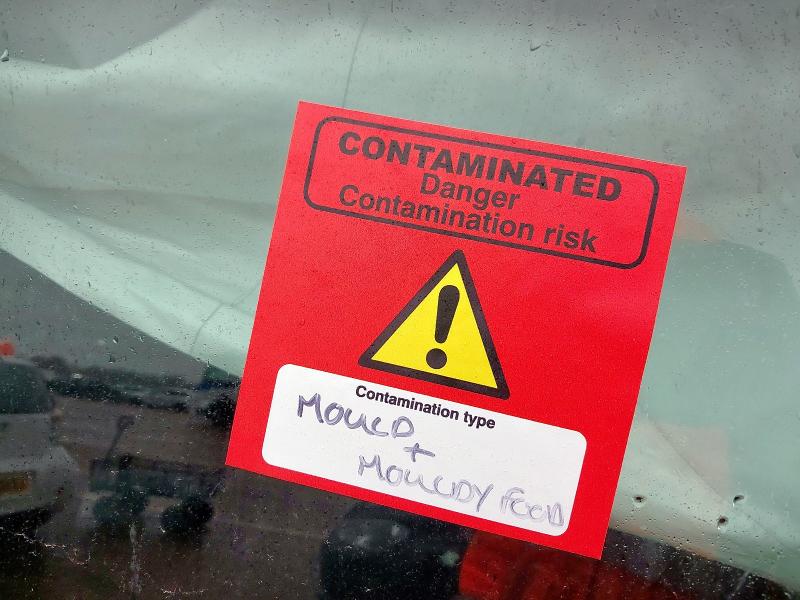 CONTAMINATED
Danger
Contamination risk
Contamination type
MOULD
+
MOULDY FOOD